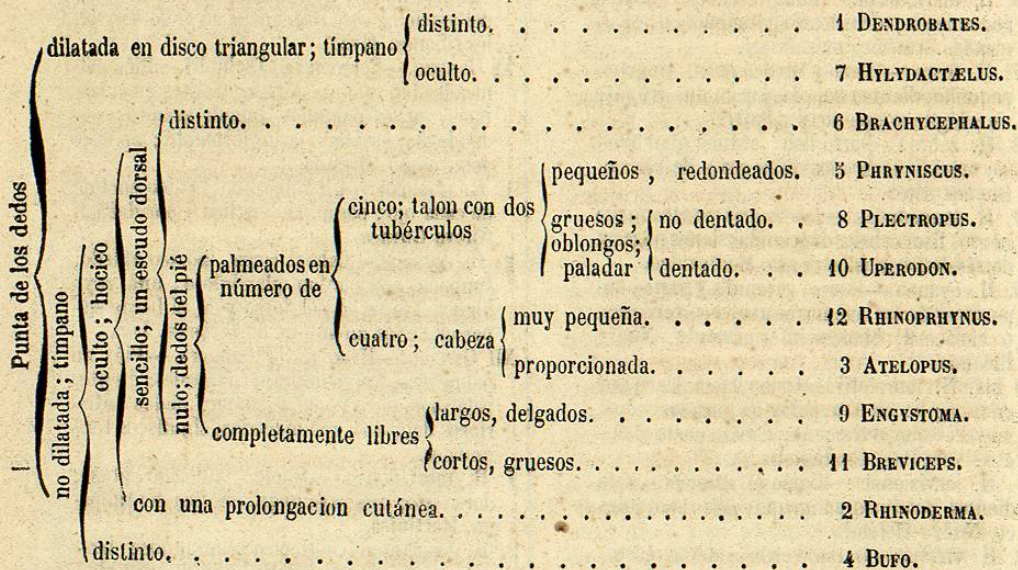 Punta de los dedos
dilatada en disco triangular; tímpano
distinto. . . . . . . . . 1 DENDROBATES.
oculto. . . . . . . . . 7 HYLYDACTÆLUS.
no dilatada; tímpano
oculto; hocico
sencillo; un escudo dorsal
distinto. . . . . . . . . . . . . . . . . 6 BRACHYCEPHALUS.
nulo; dedos del pié
palmeados en
número de
cinco; talon con dos
tubérculos
pequeños, redondeados. 5 PHRYNISCUS.
gruesos;
oblongos;
paladar
no dentado. . . 8 PLECTROPUS.
dentado. . . . 10 UPERODON.
cuatro; cabeza
muy pequeña. . . . . . 12 RHINOPRHYNUS.
proporcionada. . . . . . 3 ATELOPUS.
completamente libres
largos, delgados. . . . . . . . 9 ENGYSTOMA.
cortos, gruesos. . . . . . . . . 11 BREVICEPS.
con una prolongacion cutánea. . . . . . . . . . . . . 2 RHINODERMA.
distinto. . . . . . . . . . . . . . . . . . . . . 4 BUFO.